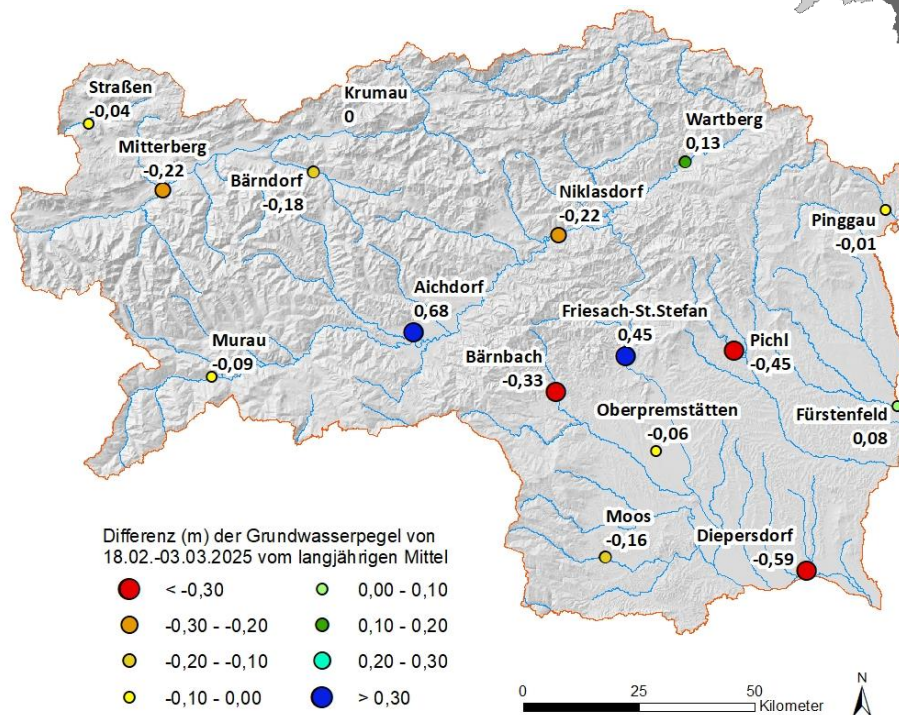 Straßen
-0,04
Krumau
0
Wartberg
0,13
Mitterberg
-0,22
Bärndorf
-0,18
Niklasdorf
-0,22
Pinggau
-0,01
Aichdorf
0,68
Friesach-St.Stefan
0,45
Pichl
-0,45
Murau
-0,09
Bärnbach
-0,33
Oberpremstätten
-0,06
Fürstenfeld
0,08
Moos
-0,16
Diepersdorf
-0,59
Differenz (m) der Grundwasserpegel von
18.02.-03.03.2025 vom langjährigen Mittel
< -0,30
-0,30 - -0,20
-0,20 - -0,10
-0,10 - 0,00
0,00 - 0,10
0,10 - 0,20
0,20 - 0,30
> 0,30
0 25 50
Kilometer
N